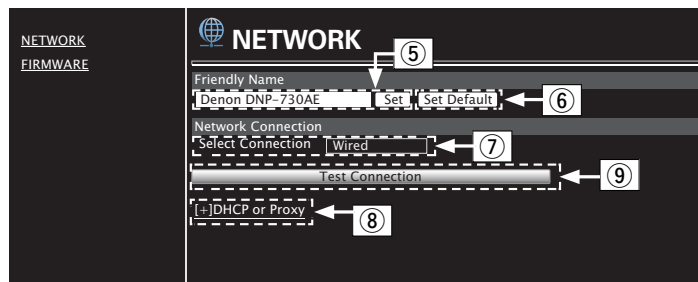 NETWORK
FIRMWARE
NETWORK
⑤
Friendly Name
Denon DNP-730AE Set Set Default ⑥
Network Connection
Select Connection Wired ⑦
Test Connection ⑨
[+]DHCP or Proxy ⑧